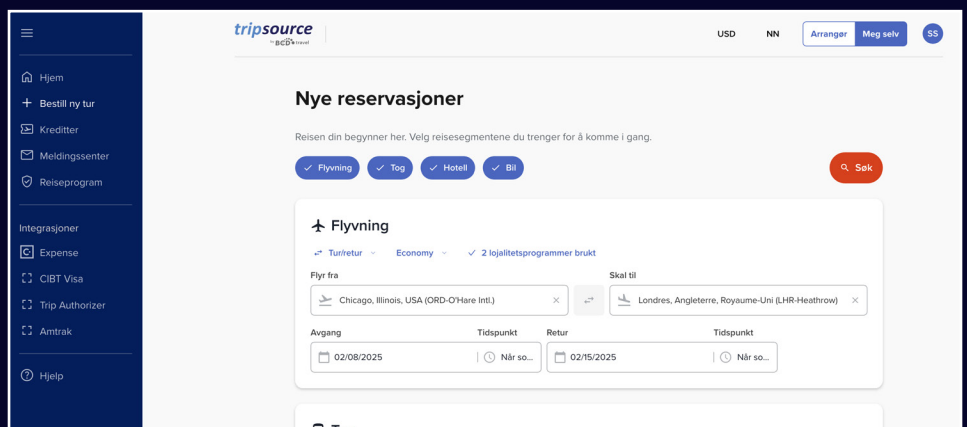 tripsource
by BCD travel
USD NN Arrangør Meg selv SS
Hjem
Bestill ny tur
Kreditter
Meldingssenter
Reiseprogram
Integrasjoner
Expense
CIBT Visa
Trip Authorizer
Amtrak
Hjelp
Nye reservasjoner
Reisen din begynner her. Velg reisesegmentene du trenger for å komme i gang.
Flyvning Tog Hotell Bil Søk
Flyvning
Tur/retur Economy 2 lojalitetsprogrammer brukt
Flyr fra Skal til
Chicago, Illinois, USA (ORD-O'Hare Intl.) Londres, Angleterre, Royaume-Uni (LHR-Heathrow)
Avgang Tidspunkt Retur Tidspunkt
02/08/2025 Når so... 02/15/2025 Når so...